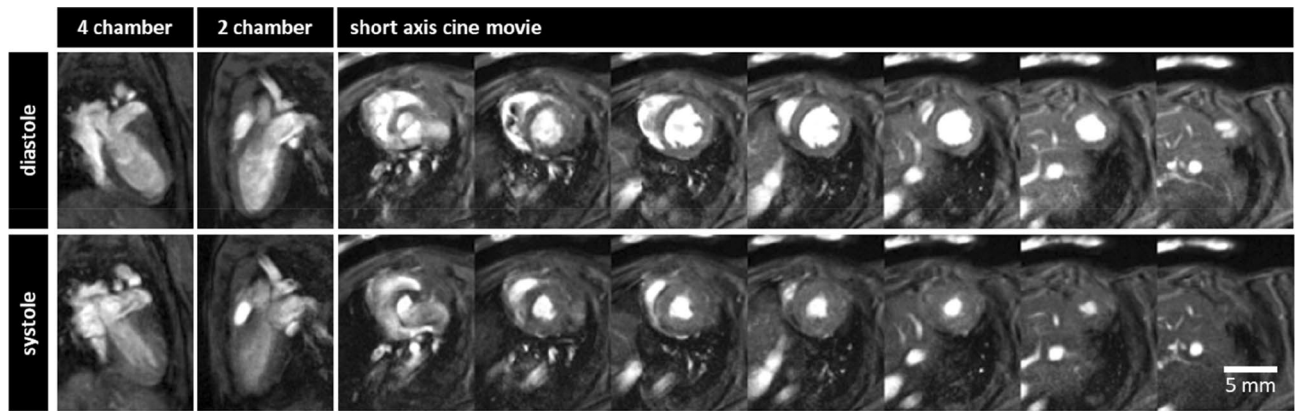 4 chamber
2 chamber
short axis cine movie
diastole
systole
5 mm